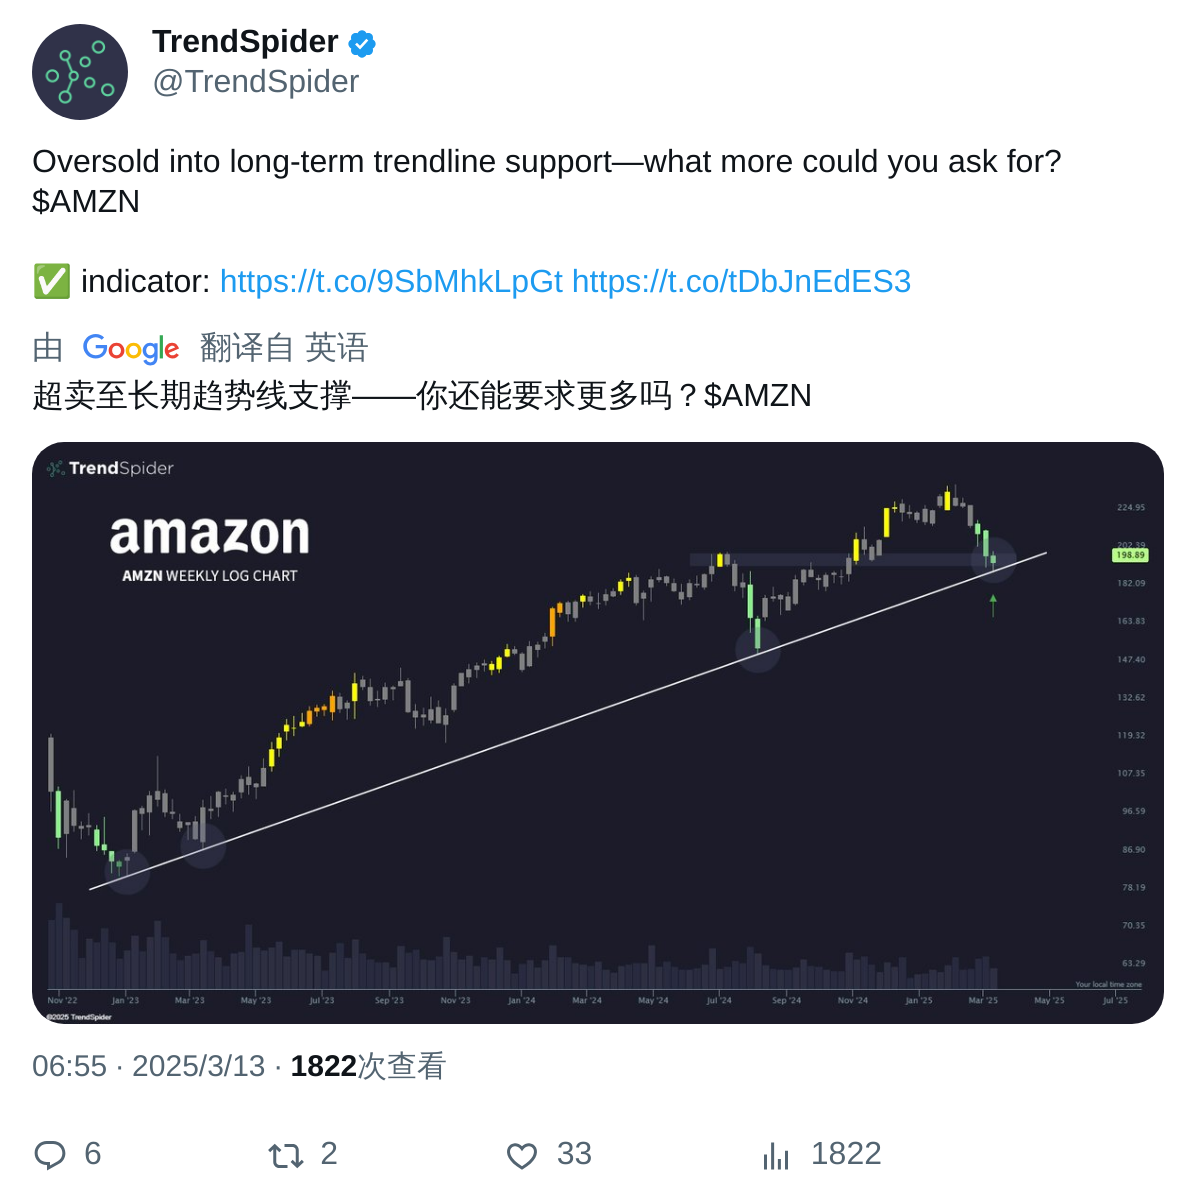 TrendSpider
@TrendSpider
Oversold into long-term trendline support—what more could you ask for?
$AMZN
✅ indicator: https://t.co/9SbMhkLpGt https://t.co/tDbJnEdES3
由 Google 翻译自 英语
超卖至长期趋势线支撑——你还能要求更多吗？$AMZN
TrendSpider
amazon
AMZN WEEKLY LOG CHART
224.95
202.39
198.89
182.09
163.83
147.40
132.62
119.32
107.35
96.59
86.90
78.19
70.35
63.29
Your local time zone
Nov '22 Jan '23 Mar '23 May '23 Jul '23 Sep '23 Nov '23 Jan '24 Mar '24 May '24 Jul '24 Sep '24 Nov '24 Jan '25 Mar '25 May '25 Jul '25
©2025 TrendSpider
06:55 · 2025/3/13 · 1822次查看
6 2 33 1822